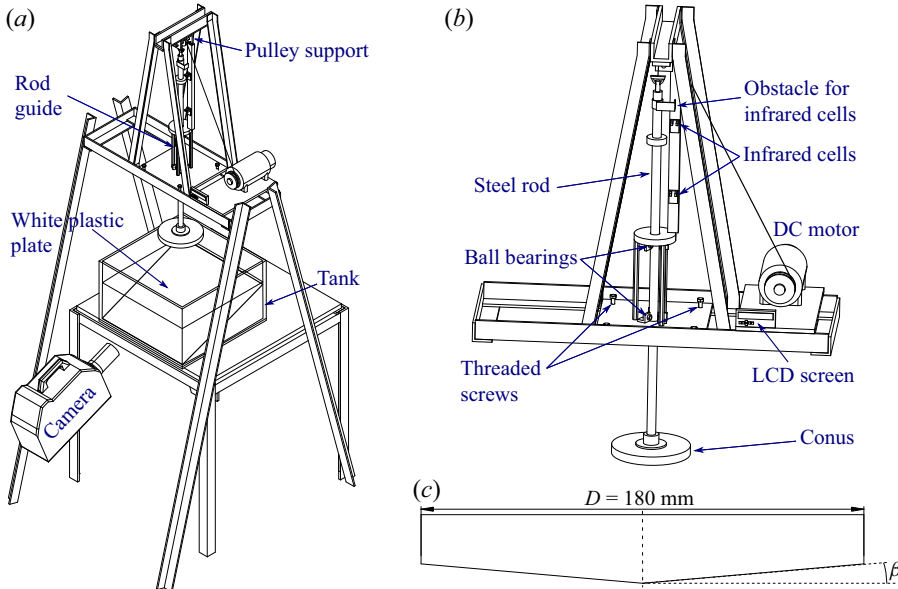 (a)
Pulley support
Rod
guide
White plastic
plate
Tank
Camera
(b)
Obstacle for
infrared cells
Infrared cells
Steel rod
DC motor
Ball bearings
Threaded
screws
LCD screen
Conus
(c)
D = 180 mm
β